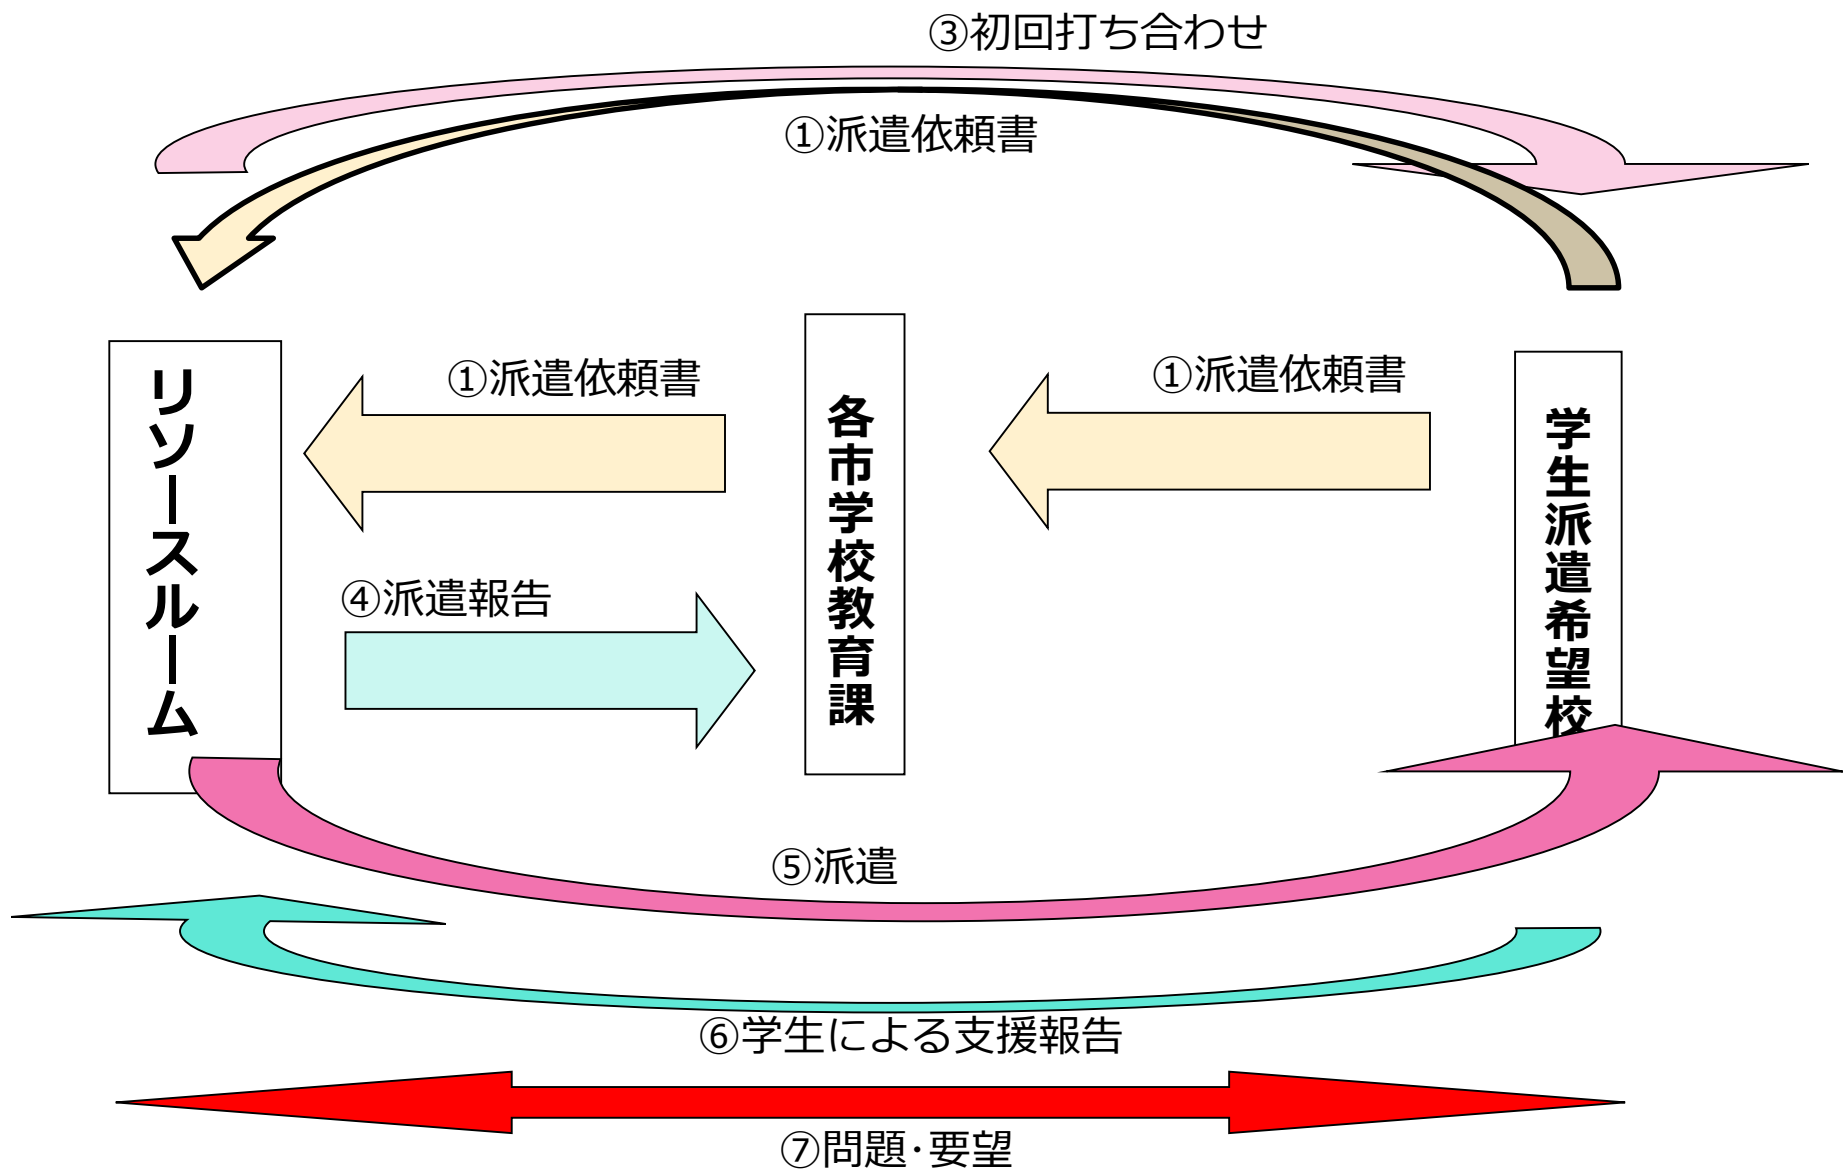 ③初回打ち合わせ
①派遣依頼書
①派遣依頼書
①派遣依頼書
リソースルーム
各市学校教育課
学生派遣希望校
④派遣報告
⑤派遣
⑥学生による支援報告
⑦問題･要望